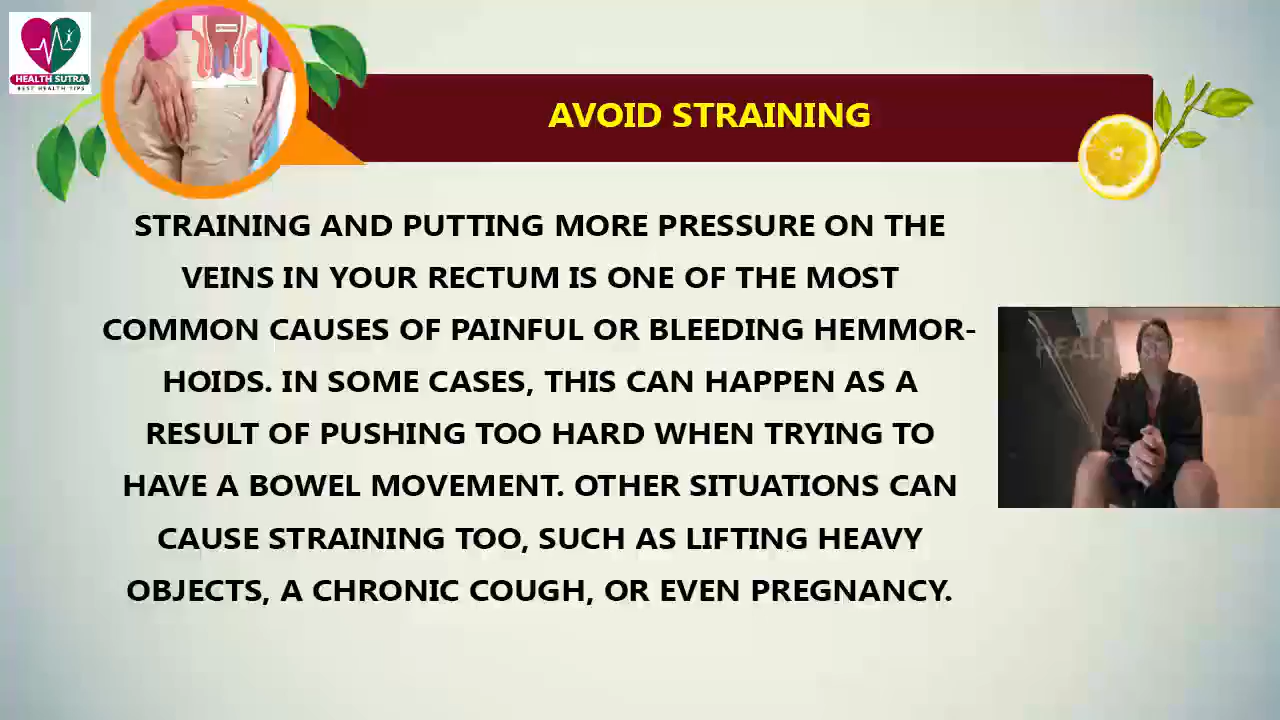 HEALTH SUTRA
BEST HEALTH TIPS
AVOID STRAINING
STRAINING AND PUTTING MORE PRESSURE ON THE
VEINS IN YOUR RECTUM IS ONE OF THE MOST
COMMON CAUSES OF PAINFUL OR BLEEDING HEMMOR-
HOIDS. IN SOME CASES, THIS CAN HAPPEN AS A
RESULT OF PUSHING TOO HARD WHEN TRYING TO
HAVE A BOWEL MOVEMENT. OTHER SITUATIONS CAN
CAUSE STRAINING TOO, SUCH AS LIFTING HEAVY
OBJECTS, A CHRONIC COUGH, OR EVEN PREGNANCY.